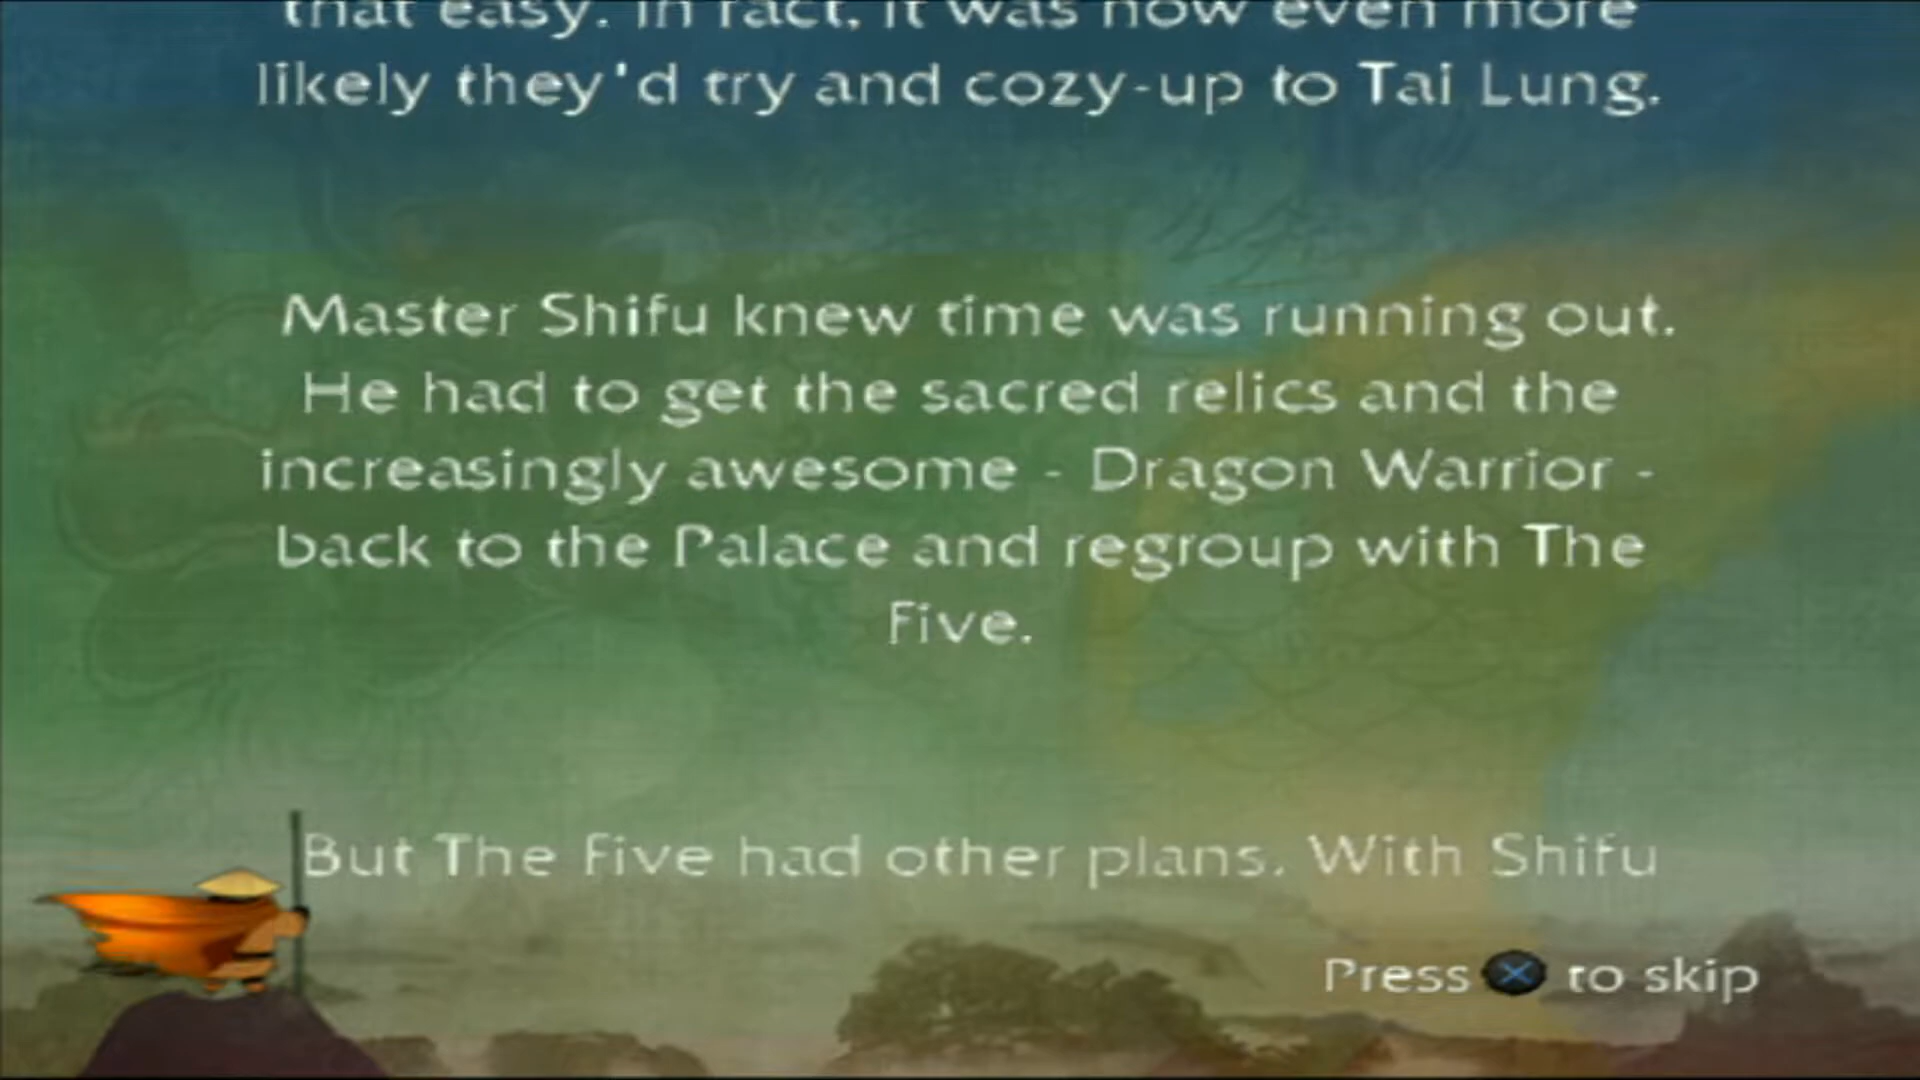 that easy. In fact, it was now even more
likely they'd try and cozy-up to Tai Lung.
Master Shifu knew time was running out.
He had to get the sacred relics and the
increasingly awesome - Dragon Warrior -
back to the Palace and regroup with The
Five.
But The Five had other plans. With Shifu
Press to skip